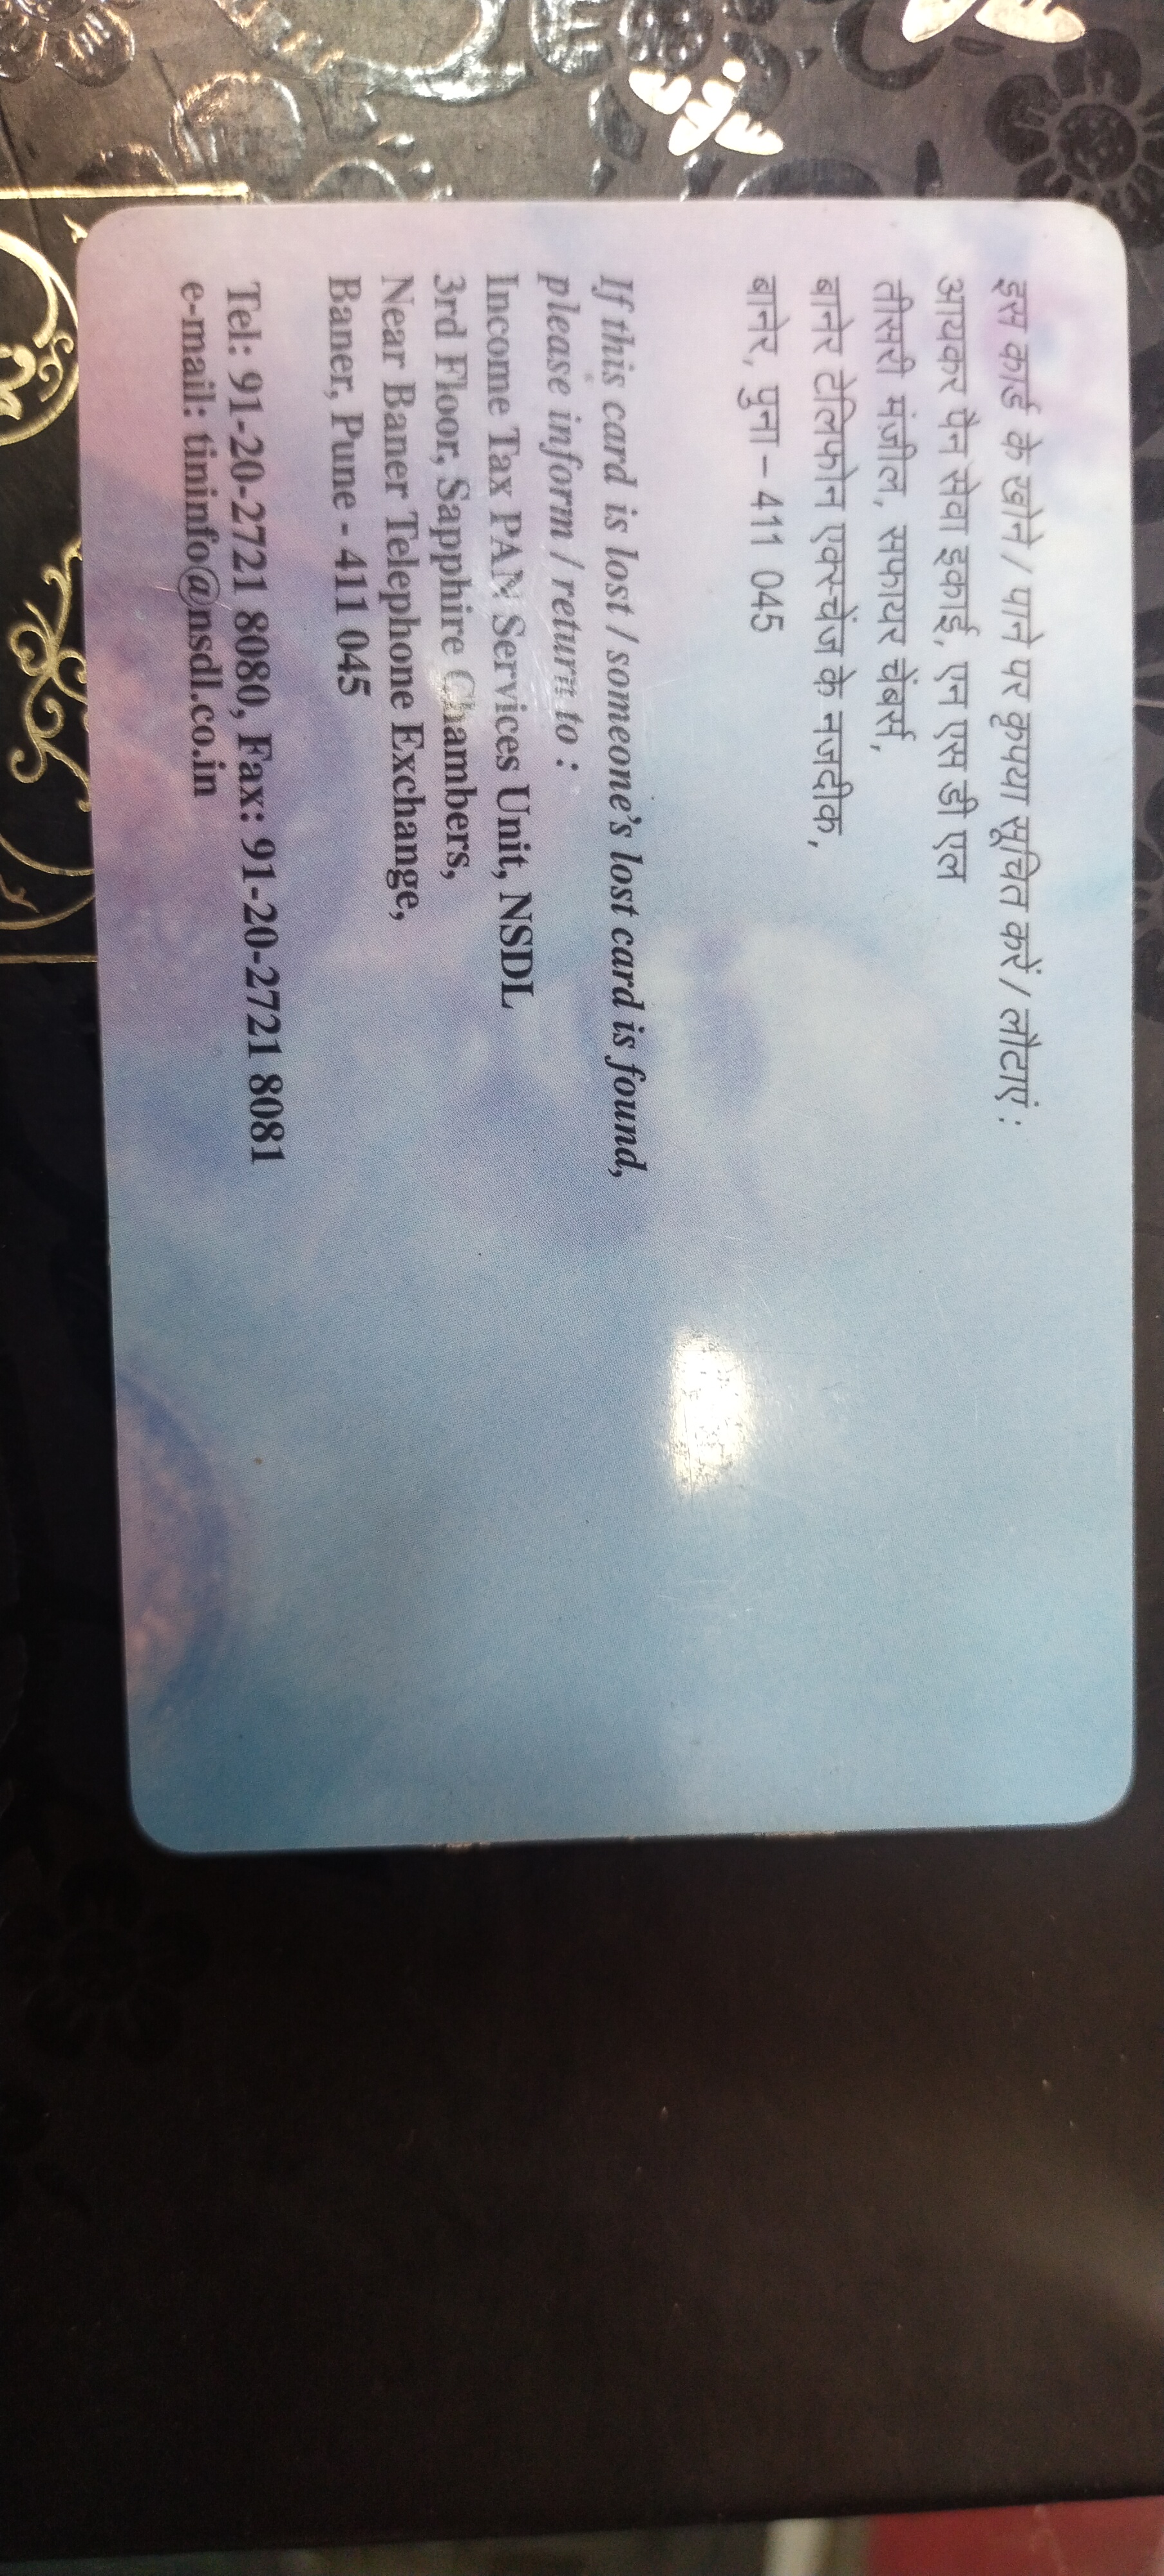 इस कार्ड के खोने / पाने पर कृपया सूचित करें / लौटाएं :
आयकर पैन सेवा इकाई, एन एस डी एल
तीसरी मंजील, सफायर चेंबर्स,
बानेर टेलिफोन एक्स्चेंज के नजदीक,
बानेर, पुना – 411 045
If this card is lost / someone's lost card is found,
please inform / return to :
Income Tax PAN Services Unit, NSDL
3rd Floor, Sapphire Chambers,
Near Baner Telephone Exchange,
Baner, Pune - 411 045
Tel: 91-20-2721 8080, Fax: 91-20-2721 8081
e-mail: tininfo@nsdl.co.in